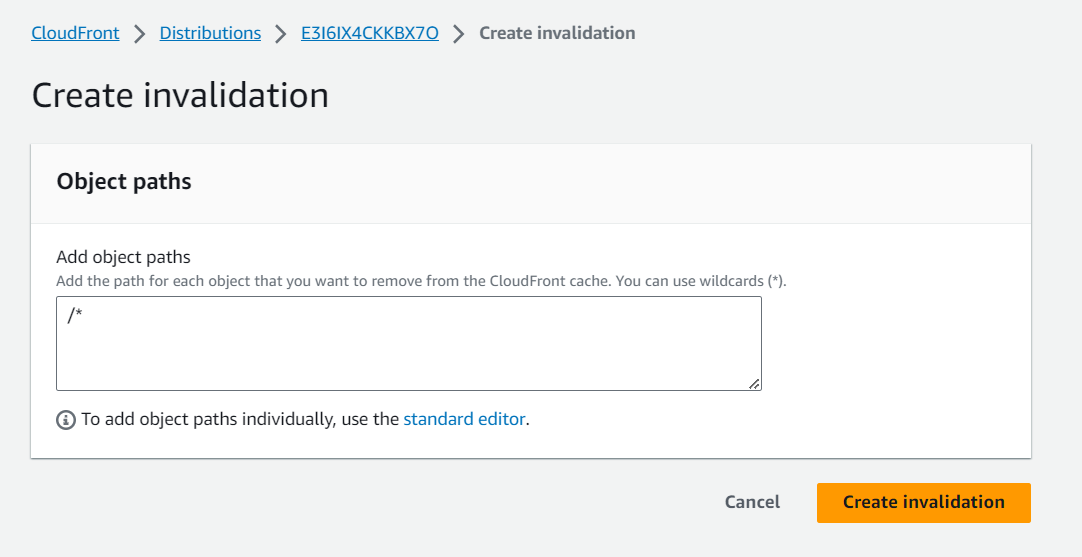 CloudFront > Distributions > E3I6IX4CKKBX7O > Create invalidation
Create invalidation
Object paths
Add object paths
Add the path for each object that you want to remove from the CloudFront cache. You can use wildcards (*).
/*
To add object paths individually, use the standard editor.
Cancel Create invalidation